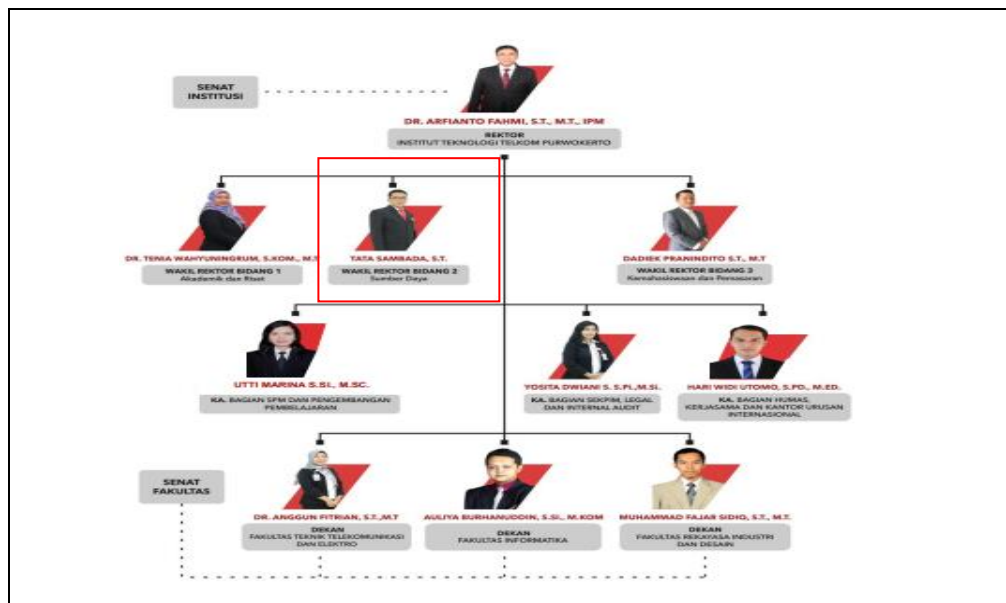 SENAT
INSTITUSI
DR. ARFIANTO FAHMI, S.T., M.T., IPM
REKTOR
INSTITUT TEKNOLOGI TELKOM PURWOKERTO
DR. TENIA WAHYUNINGRUM, S.KOM., M.T
WAKIL REKTOR BIDANG 1
Akademik dan Riset
TATA SAMBADA, S.T.
WAKIL REKTOR BIDANG 2
Sumber Daya
DADIEK PRANINDITO S.T., M.T
WAKIL REKTOR BIDANG 3
Kemahasiswaan dan Pemasaran
UTTI MARINA S.SI., M.SC.
KA. BAGIAN SPM DAN PENGEMBANGAN
PEMBELAJARAN
YOSITA DWIANI S. S.Pi.,M.Si.
KA. BAGIAN SEKPIM, LEGAL
DAN INTERNAL AUDIT
HARI WIDI UTOMO, S.PD., M.ED.
KA. BAGIAN HUMAS,
KERJASAMA DAN KANTOR URUSAN
INTERNASIONAL
SENAT
FAKULTAS
DR. ANGGUN FITRIAN, S.T.,M.T
DEKAN
FAKULTAS TEKNIK TELEKOMUNIKASI
DAN ELEKTRO
AULIYA BURHANUDDIN, S.SI., M.KOM
DEKAN
FAKULTAS INFORMATIKA
MUHAMMAD FAJAR SIDIQ, S.T., M.T.
DEKAN
FAKULTAS REKAYASA INDUSTRI
DAN DESAIN